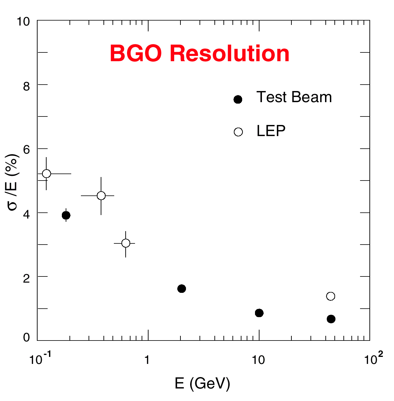 BGO Resolution
Test Beam
LEP
10
8
6
4
2
0
σ /E (%)
10⁻¹
1
10
10²
E (GeV)